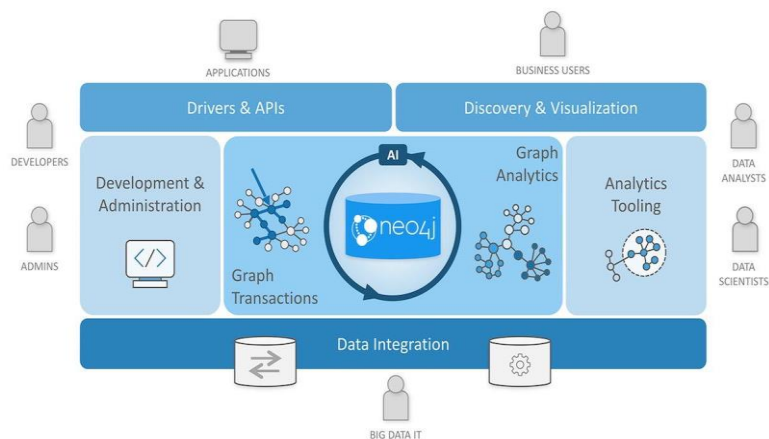 APPLICATIONS
BUSINESS USERS
Drivers & APIs
Discovery & Visualization
DEVELOPERS
ADMINS
Development &
Administration
</>
Graph
Transactions
AI
neo4j
Graph
Analytics
Analytics
Tooling
DATA
ANALYSTS
DATA
SCIENTISTS
Data Integration
BIG DATA IT